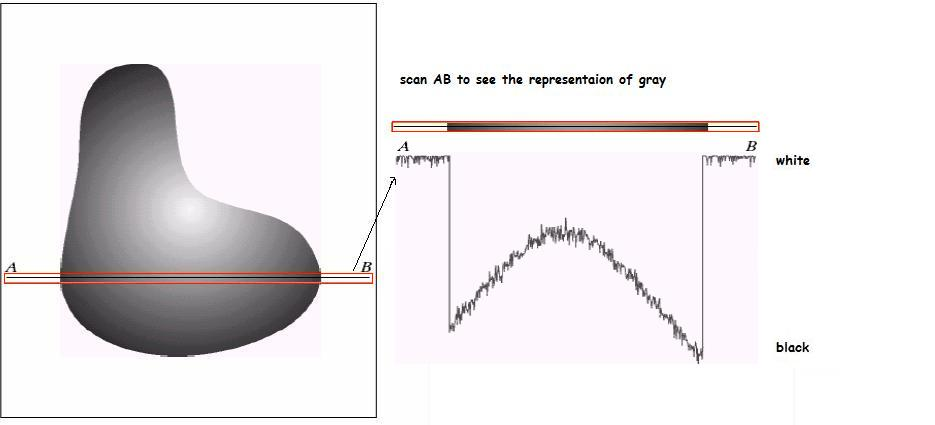 scan AB to see the representaion of gray
A B
white
A B
black